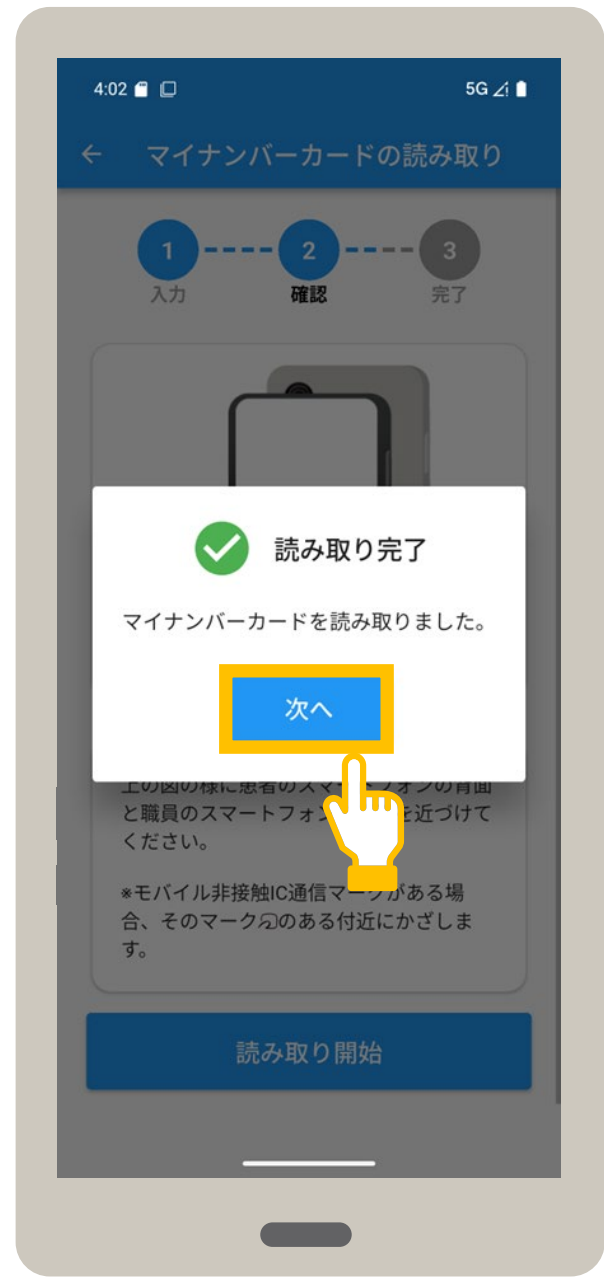 4:02
5G
マイナンバーカードの読み取り
1 2 3
入力 確認 完了
読み取り完了
マイナンバーカードを読み取りました。
次へ
上の図の様に患者のスマートフォンの背面
と職員のスマートフォン を近づけて
ください。
*モバイル非接触IC通信マークがある場
合、そのマークのある付近にかざしま
す。
読み取り開始